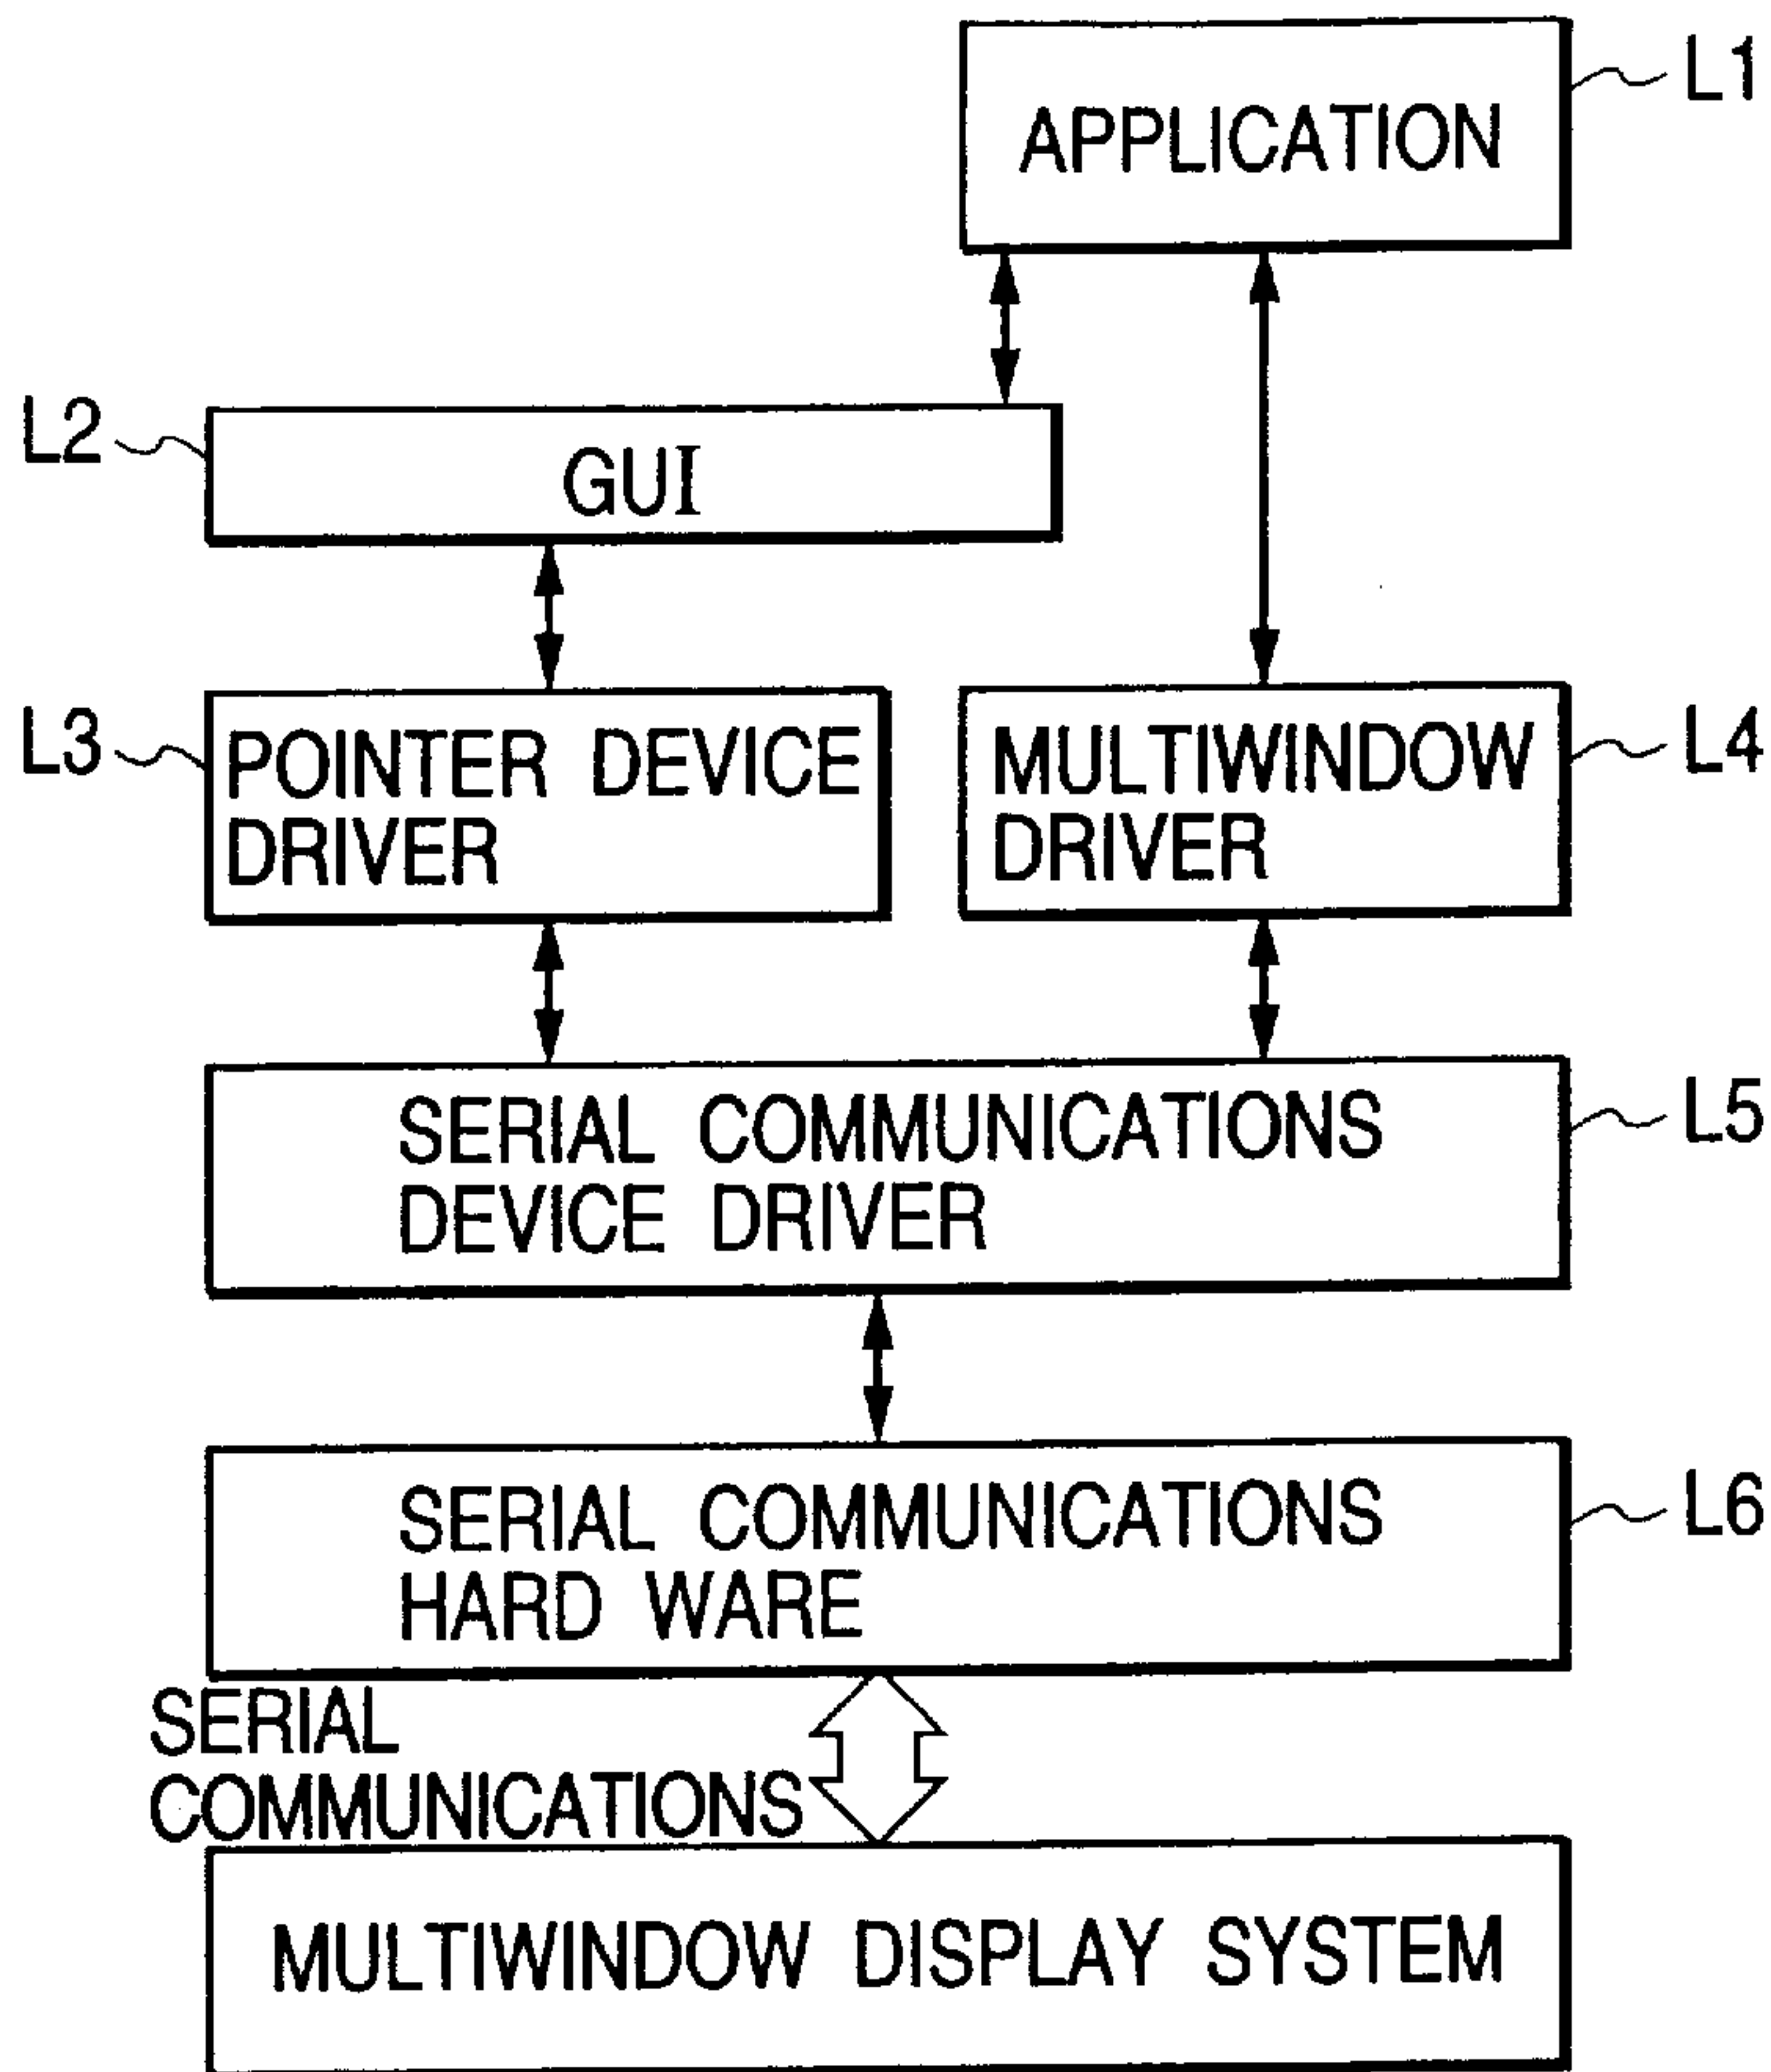 L1
APPLICATION
L2
GUI
L3
POINTER DEVICE
DRIVER
MULTIWINDOW
DRIVER
L4
SERIAL COMMUNICATIONS
DEVICE DRIVER
L5
SERIAL COMMUNICATIONS
HARD WARE
L6
SERIAL
COMMUNICATIONS
MULTIWINDOW DISPLAY SYSTEM